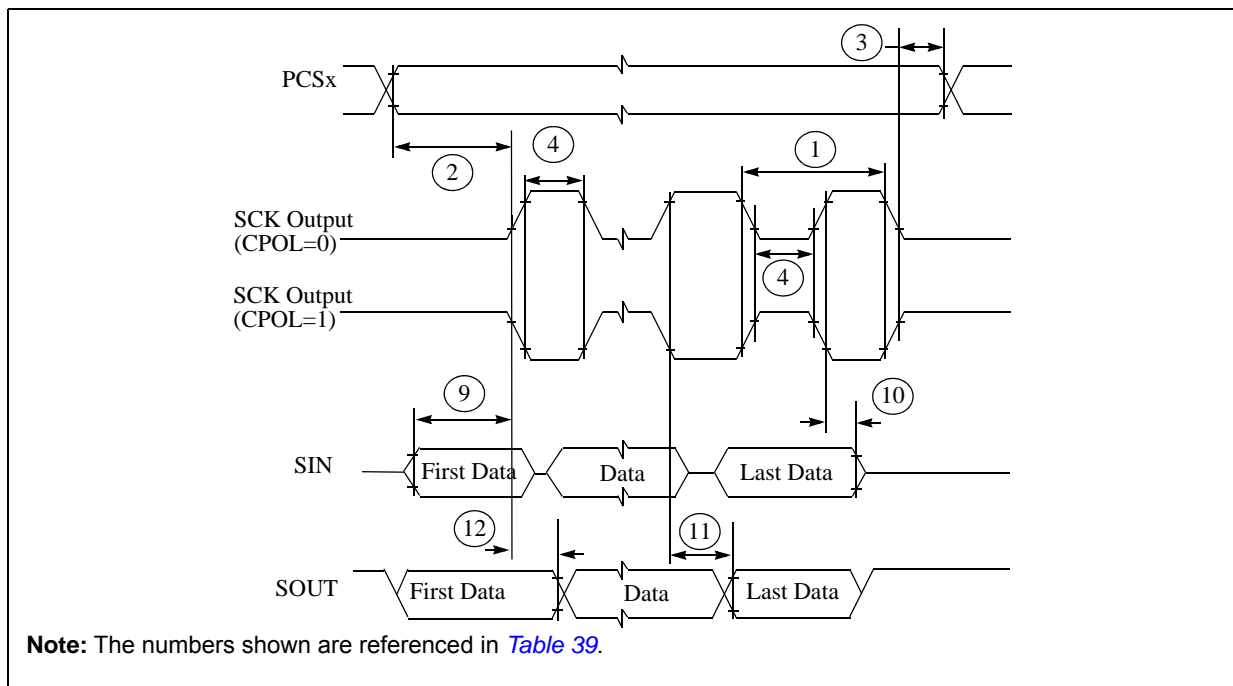 3
PCSx
2
4
1
SCK Output
(CPOL=0)
4
SCK Output
(CPOL=1)
9
10
SIN
First Data
Data
Last Data
12
11
SOUT
First Data
Data
Last Data
Note: The numbers shown are referenced in Table 39.